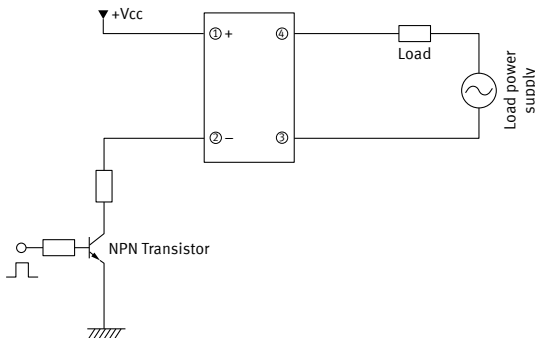 +Vcc
① +
④
Load
Load power
supply
② −
③
NPN Transistor